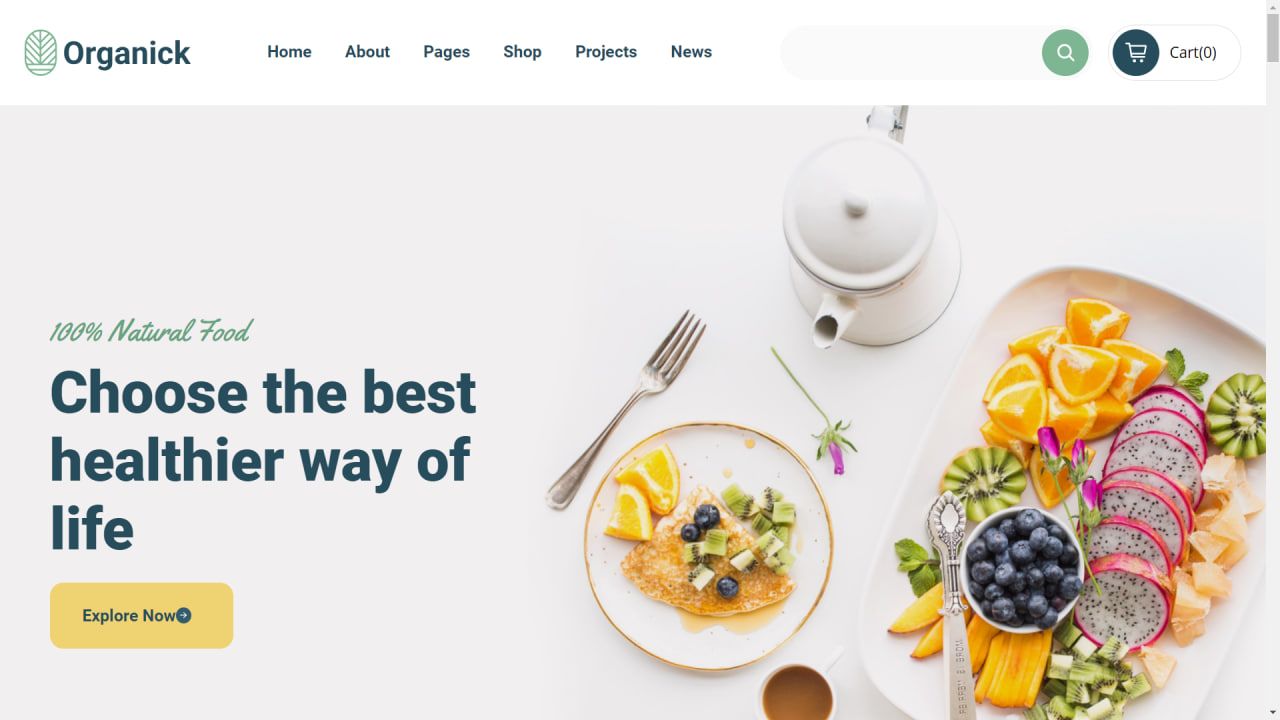 Organick
Home About Pages Shop Projects News
Cart(0)
100% Natural Food
Choose the best
healthier way of
life
Explore Now